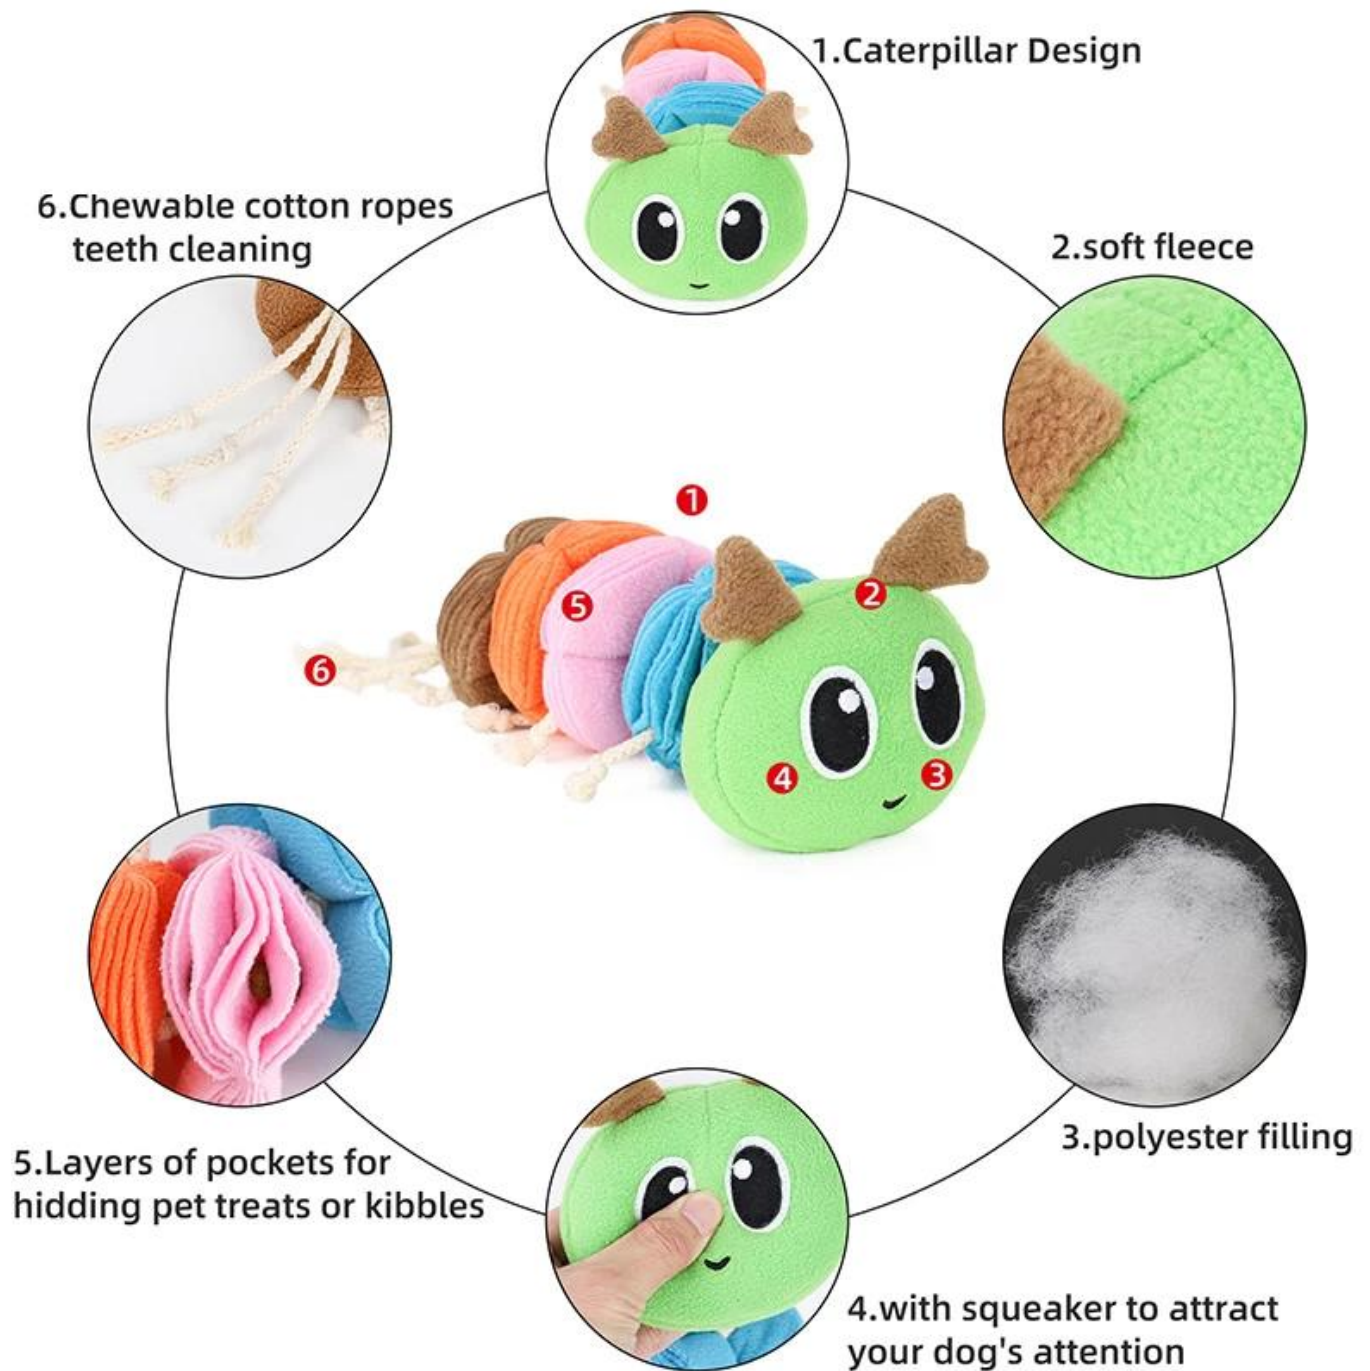 1.Caterpillar Design
2.soft fleece
3.polyester filling
4.with squeaker to attract
your dog's attention
5.Layers of pockets for
hidding pet treats or kibbles
6.Chewable cotton ropes
teeth cleaning
1
2
3
4
5
6